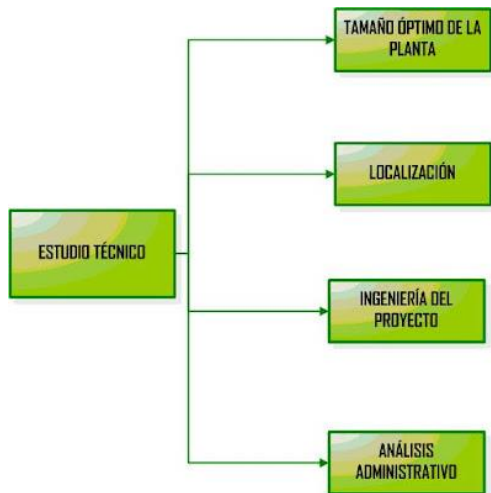 TAMAÑO ÓPTIMO DE LA
PLANTA
LOCALIZACIÓN
ESTUDIO TÉCNICO
INGENIERÍA DEL
PROYECTO
ANÁLISIS
ADMINISTRATIVO